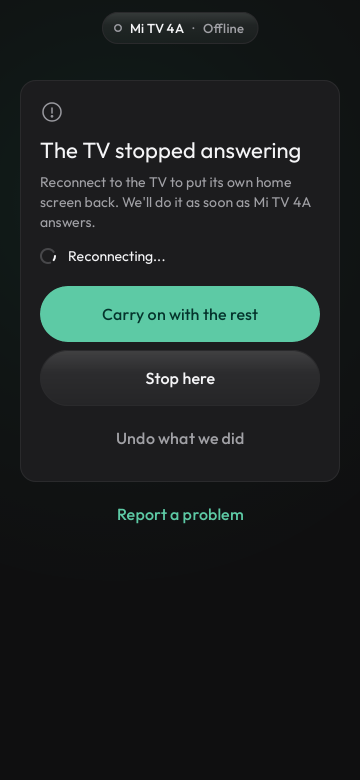 Mi TV 4A · Offline
The TV stopped answering
Reconnect to the TV to put its own home
screen back. We'll do it as soon as Mi TV 4A
answers.
Reconnecting...
Carry on with the rest
Stop here
Undo what we did
Report a problem